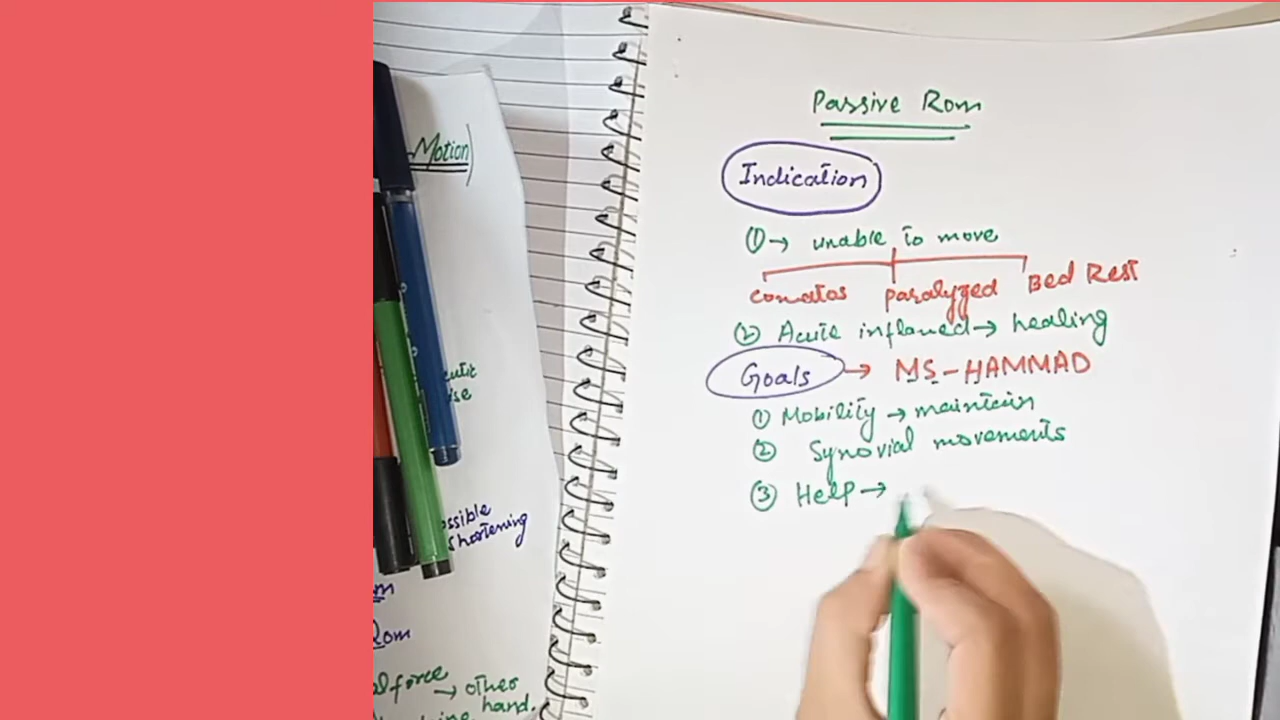 Motion)
ossible
shortening
Rom
force → other
hand.
Passive Rom
Indication
① → unable to move
comatos paralyzed Bed Rest
② Acute inflamed → healing
Goals → MS-HAMMAD
① Mobility → maintain
② Synovial movements
③ Help →